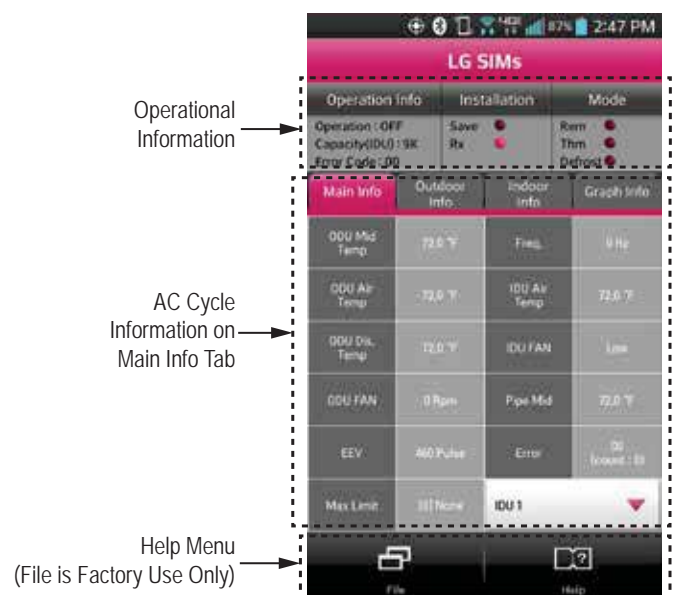 87% 2:47 PM
LG SIMs
Operational
Information
Operation Info Installation Mode
Operation : OFF Save Rem
Capacity(IDU) : 9K Rx Thm
Error Code : 00 Defrost
AC Cycle
Information on
Main Info Tab
Main Info Outdoor Info Indoor Info Graph Info
ODU Mid Temp 72.0 °F Freq. 0 Hz
ODU Air Temp 72.0 °F IDU Air Temp 72.0 °F
ODU Dis. Temp 72.0 °F IDU FAN Low
ODU FAN 0 Rpm Pipe Mid 72.0 °F
EEV 460 Pulse Error 00
Max Limit None IDU 1
Help Menu
(File is Factory Use Only)
File Help